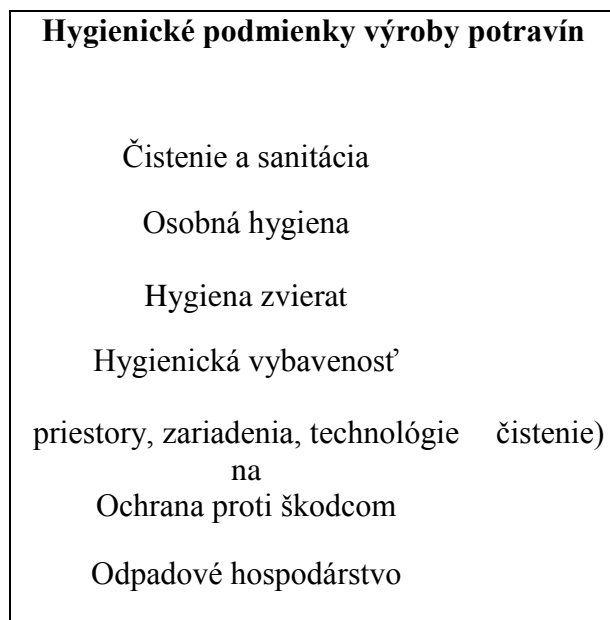 Hygienické podmienky výroby potravín
Čistenie a sanitácia
Osobná hygiena
Hygiena zvierat
Hygienická vybavenosť
priestory, zariadenia, technológie čistenie)
na
Ochrana proti škodcom
Odpadové hospodárstvo